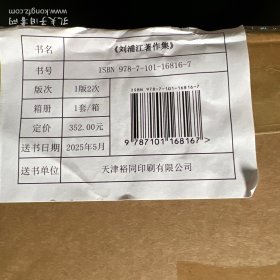 孔夫子旧书网
www.kongfz.com
书名 《刘浦江著作集》
书号 ISBN 978-7-101-16816-7
版次 1版2次
箱册 1套/箱
定价 352.00元
送书日期 2025年5月
送书单位 天津裕同印刷有限公司
ISBN 978-7-101-16816-7
9 787101 168167 >